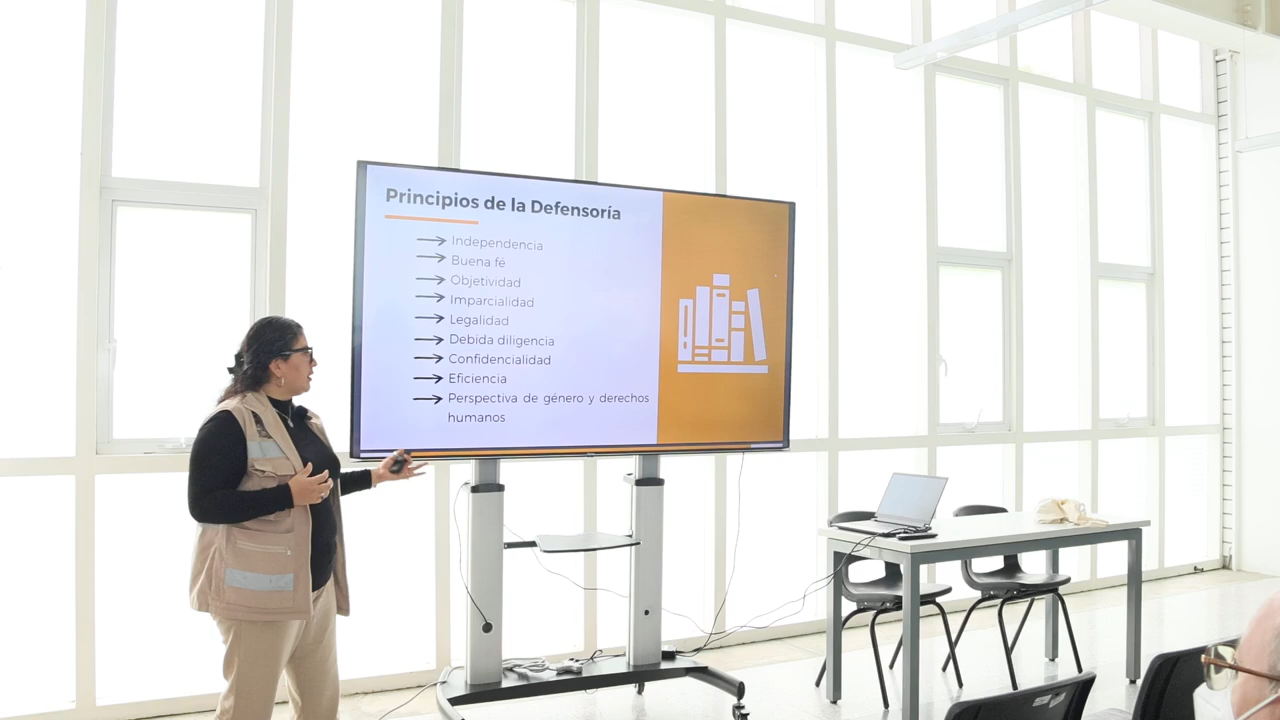 Principios de la Defensoría
Independencia
Buena fe
Objetividad
Imparcialidad
Legalidad
Debida diligencia
Confidencialidad
Eficiencia
Perspectiva de género y derechos
humanos